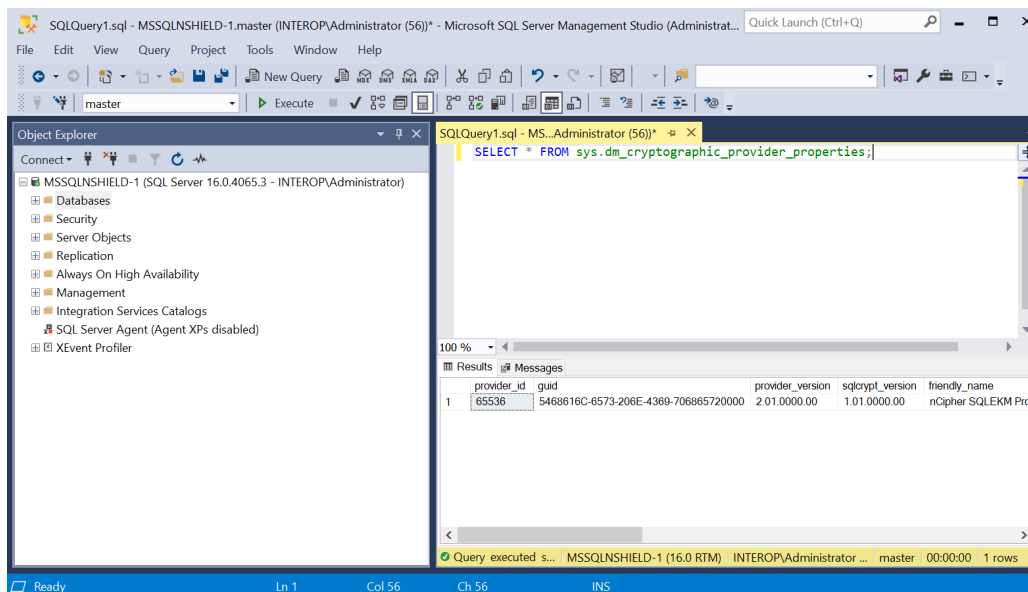 SQLQuery1.sql - MSSQLNSHIELD-1.master (INTEROP\Administrator (56))* - Microsoft SQL Server Management Studio (Administrat...
Quick Launch (Ctrl+Q)
File Edit View Query Project Tools Window Help
New Query MDX DMX XMLA DAX
master Execute
Object Explorer
SQLQuery1.sql - MS...Administrator (56))*
Connect
SELECT * FROM sys.dm_cryptographic_provider_properties;
MSSQLNSHIELD-1 (SQL Server 16.0.4065.3 - INTEROP\Administrator)
Databases
Security
Server Objects
Replication
Always On High Availability
Management
Integration Services Catalogs
SQL Server Agent (Agent XPs disabled)
XEvent Profiler
100 %
Results Messages
provider_id guid provider_version sqlcrypt_version friendly_name
1 65536 5468616C-6573-206E-4369-706865720000 2.01.0000.00 1.01.0000.00 nCipher SQLEKM Pro
Query executed s... MSSQLNSHIELD-1 (16.0 RTM) INTEROP\Administrator ... master 00:00:00 1 rows
Ready Ln 1 Col 56 Ch 56 INS